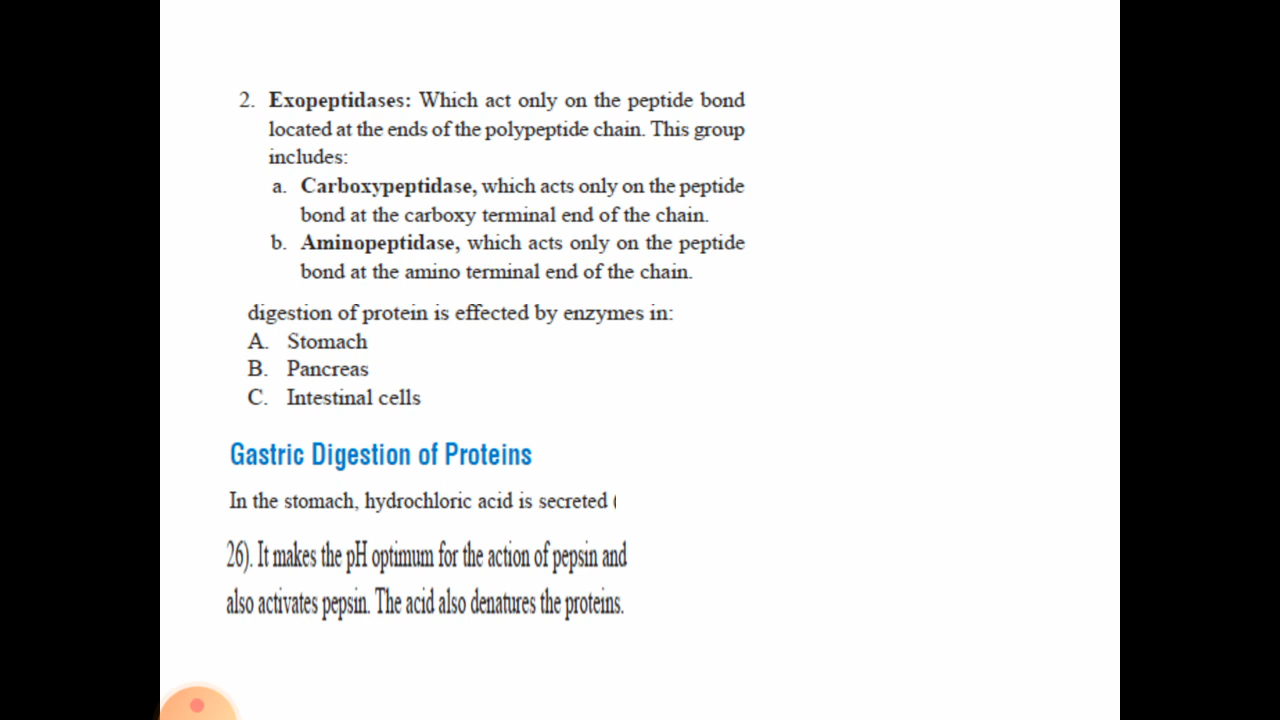 2. Exopeptidases: Which act only on the peptide bond
located at the ends of the polypeptide chain. This group
includes:
a. Carboxypeptidase, which acts only on the peptide
bond at the carboxy terminal end of the chain.
b. Aminopeptidase, which acts only on the peptide
bond at the amino terminal end of the chain.
digestion of protein is effected by enzymes in:
A. Stomach
B. Pancreas
C. Intestinal cells
Gastric Digestion of Proteins
In the stomach, hydrochloric acid is secreted (
26). It makes the pH optimum for the action of pepsin and
also activates pepsin. The acid also denatures the proteins.